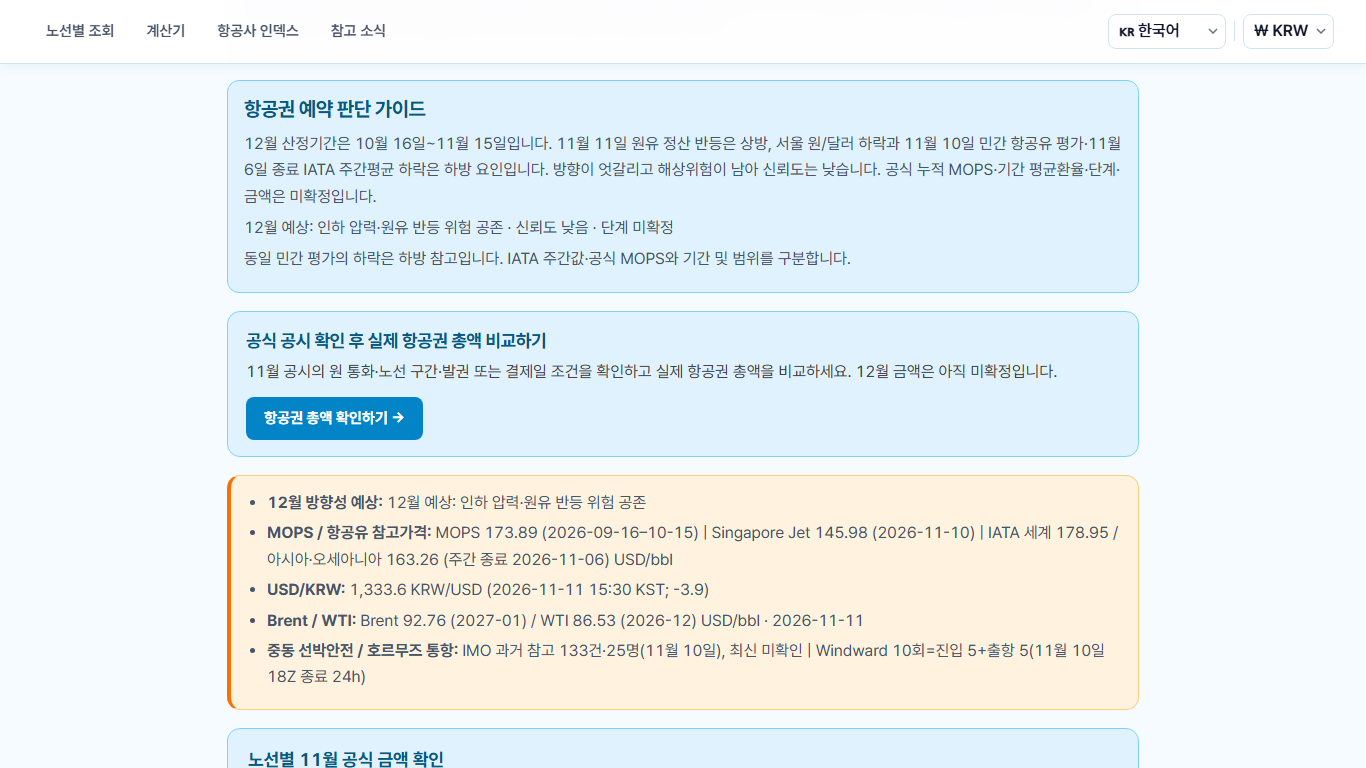 노선별 조회 계산기 항공사 인덱스 참고 소식 KR 한국어 ₩ KRW
항공권 예약 판단 가이드
12월 산정기간은 10월 16일~11월 15일입니다. 11월 11일 원유 정산 반등은 상방, 서울 원/달러 하락과 11월 10일 민간 항공유 평가·11월
6일 종료 IATA 주간평균 하락은 하방 요인입니다. 방향이 엇갈리고 해상위험이 남아 신뢰도는 낮습니다. 공식 누적 MOPS·기간 평균환율·단계·
금액은 미확정입니다.
12월 예상: 인하 압력·원유 반등 위험 공존 · 신뢰도 낮음 · 단계 미확정
동일 민간 평가의 하락은 하방 참고입니다. IATA 주간값·공식 MOPS와 기간 및 범위를 구분합니다.
공식 공시 확인 후 실제 항공권 총액 비교하기
11월 공시의 원 통화·노선 구간·발권 또는 결제일 조건을 확인하고 실제 항공권 총액을 비교하세요. 12월 금액은 아직 미확정입니다.
항공권 총액 확인하기 →
• 12월 방향성 예상: 12월 예상: 인하 압력·원유 반등 위험 공존
• MOPS / 항공유 참고가격: MOPS 173.89 (2026-09-16–10-15) | Singapore Jet 145.98 (2026-11-10) | IATA 세계 178.95 /
아시아·오세아니아 163.26 (주간 종료 2026-11-06) USD/bbl
• USD/KRW: 1,333.6 KRW/USD (2026-11-11 15:30 KST; -3.9)
• Brent / WTI: Brent 92.76 (2027-01) / WTI 86.53 (2026-12) USD/bbl · 2026-11-11
• 중동 선박안전 / 호르무즈 통항: IMO 과거 참고 133건·25명(11월 10일), 최신 미확인 | Windward 10회=진입 5+출항 5(11월 10일
18Z 종료 24h)
노선별 11월 공식 금액 확인